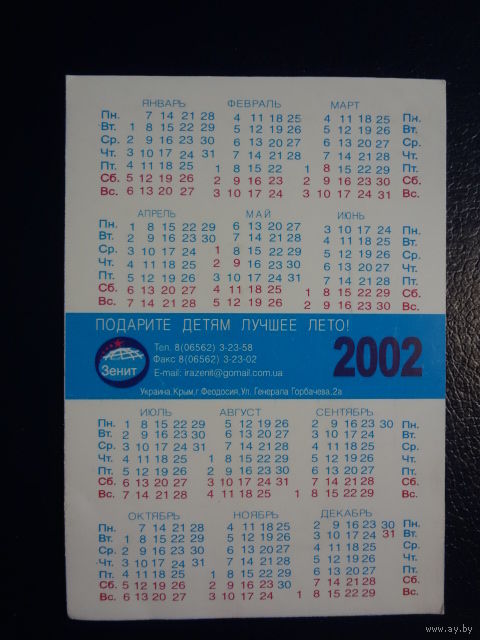 ЯНВАРЬ ФЕВРАЛЬ МАРТ
Пн. 7 14 21 28 4 11 18 25 4 11 18 25 Пн.
Вт. 1 8 15 22 29 5 12 19 26 5 12 19 26 Вт.
Ср. 2 9 16 23 30 6 13 20 27 6 13 20 27 Ср.
Чт. 3 10 17 24 31 7 14 21 28 7 14 21 28 Чт.
Пт. 4 11 18 25 1 8 15 22 1 8 15 22 29 Пт.
Сб. 5 12 19 26 2 9 16 23 2 9 16 23 30 Сб.
Вс. 6 13 20 27 3 10 17 24 3 10 17 24 31 Вс.
АПРЕЛЬ МАЙ ИЮНЬ
Пн. 1 8 15 22 29 6 13 20 27 3 10 17 24 Пн.
Вт. 2 9 16 23 30 7 14 21 28 4 11 18 25 Вт.
Ср. 3 10 17 24 1 8 15 22 29 5 12 19 26 Ср.
Чт. 4 11 18 25 2 9 16 23 30 6 13 20 27 Чт.
Пт. 5 12 19 26 3 10 17 24 31 7 14 21 28 Пт.
Сб. 6 13 20 27 4 11 18 25 1 8 15 22 29 Сб.
Вс. 7 14 21 28 5 12 19 26 2 9 16 23 30 Вс.
ПОДАРИТЕ ДЕТЯМ ЛУЧШЕЕ ЛЕТО!
Зенит
Тел. 8(06562) 3-23-58
Факс 8(06562) 3-23-02
E-mail: irazenit@gomail.com.ua
2002
Украина.Крым,г Феодосия,Ул. Генерала Горбачева,2а
ИЮЛЬ АВГУСТ СЕНТЯБРЬ
Пн. 1 8 15 22 29 5 12 19 26 2 9 16 23 30 Пн.
Вт. 2 9 16 23 30 6 13 20 27 3 10 17 24 Вт.
Ср. 3 10 17 24 31 7 14 21 28 4 11 18 25 Ср.
Чт. 4 11 18 25 1 8 15 22 29 5 12 19 26 Чт.
Пт. 5 12 19 26 2 9 16 23 30 6 13 20 27 Пт.
Сб. 6 13 20 27 3 10 17 24 31 7 14 21 28 Сб.
Вс. 7 14 21 28 4 11 18 25 1 8 15 22 29 Вс.
ОКТЯБРЬ НОЯБРЬ ДЕКАБРЬ
Пн. 7 14 21 28 4 11 18 25 2 9 16 23 30 Пн.
Вт. 1 8 15 22 29 5 12 19 26 3 10 17 24 31 Вт.
Ср. 2 9 16 23 30 6 13 20 27 4 11 18 25 Ср.
Чт. 3 10 17 24 31 7 14 21 28 5 12 19 26 Чт.
Пт. 4 11 18 25 1 8 15 22 29 6 13 20 27 Пт.
Сб. 5 12 19 26 2 9 16 23 30 7 14 21 28 Сб.
Вс. 6 13 20 27 3 10 17 24 1 8 15 22 29 Вс.
www.ay.by